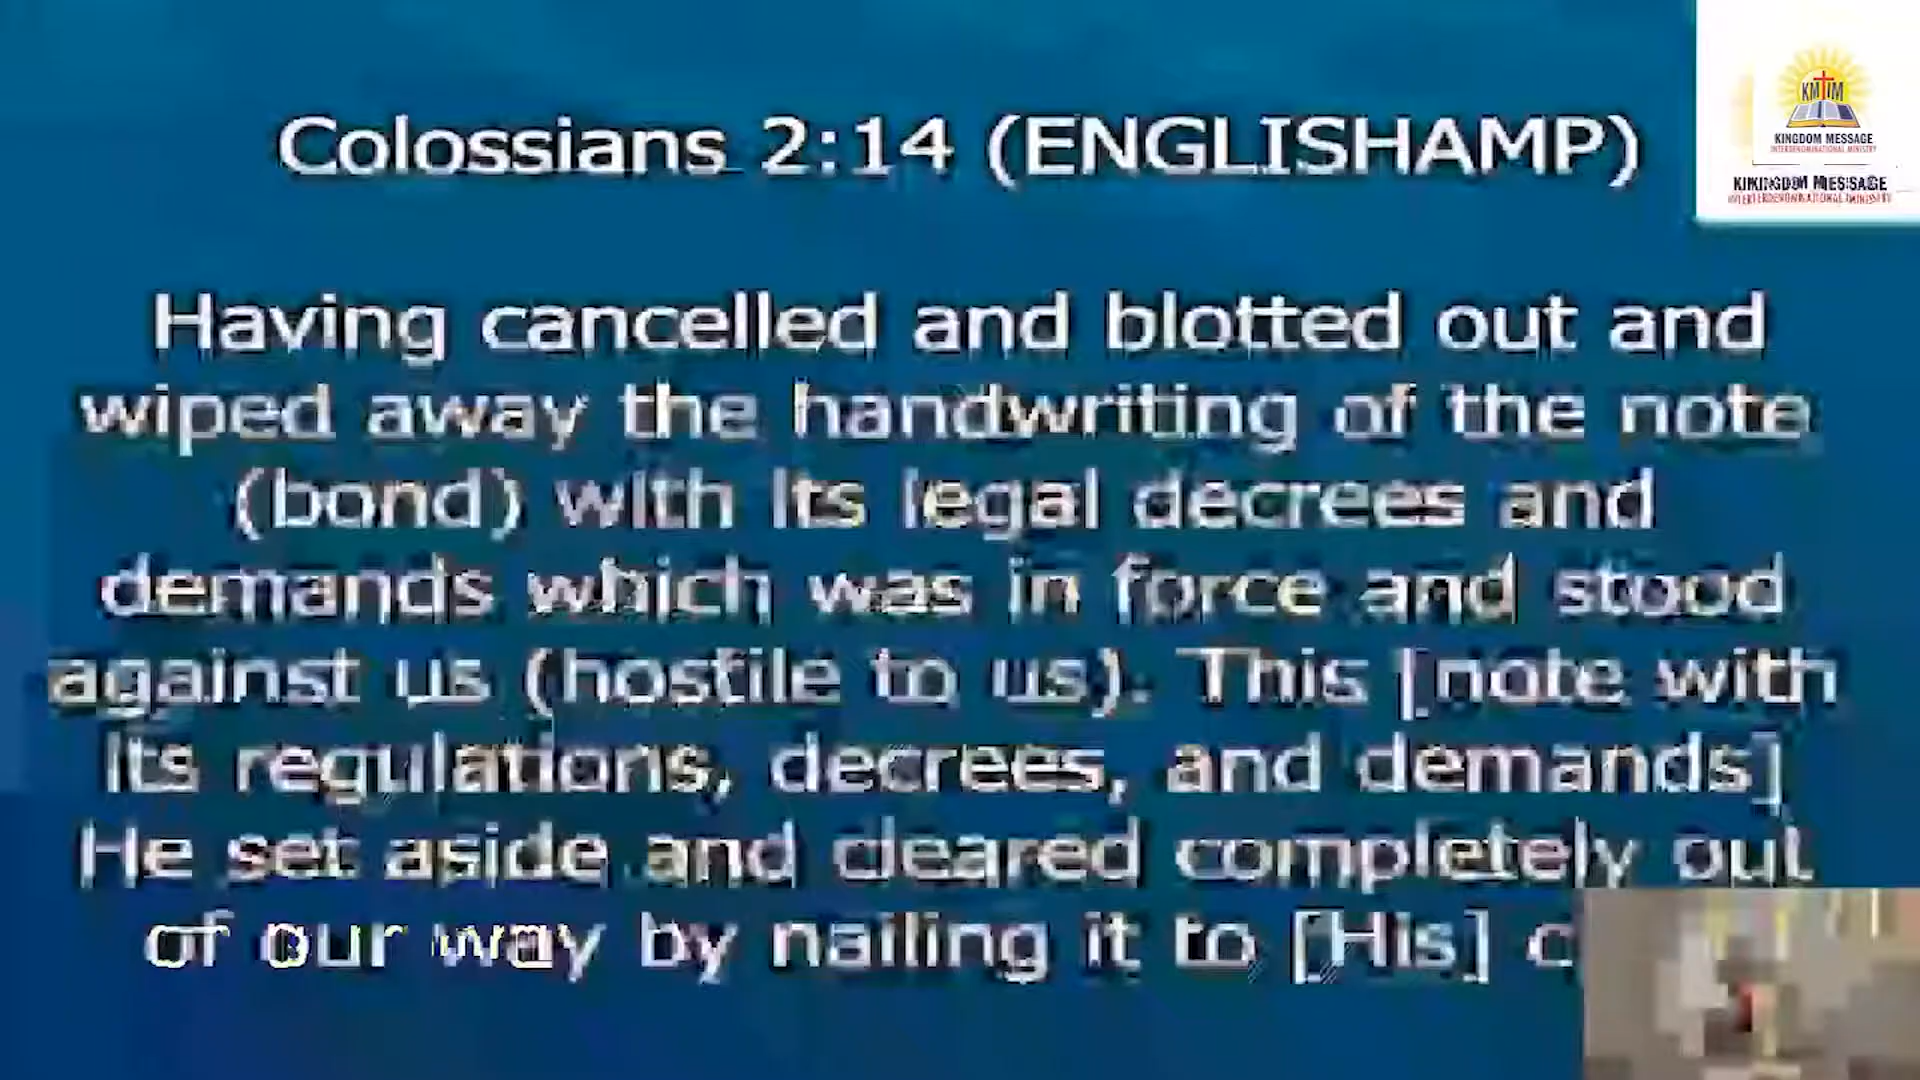 Colossians 2:14 (ENGLISHAMP)
Having cancelled and blotted out and
wiped away the handwriting of the note
(bond) with its legal decrees and
demands which was in force and stood
against us (hostile to us). This [note with
its regulations, decrees, and demands]
He set aside and cleared completely out
of our way by nailing it to [His] c
KMIM
KINGDOM MESSAGE
INTERDENOMINATIONAL MINISTRY